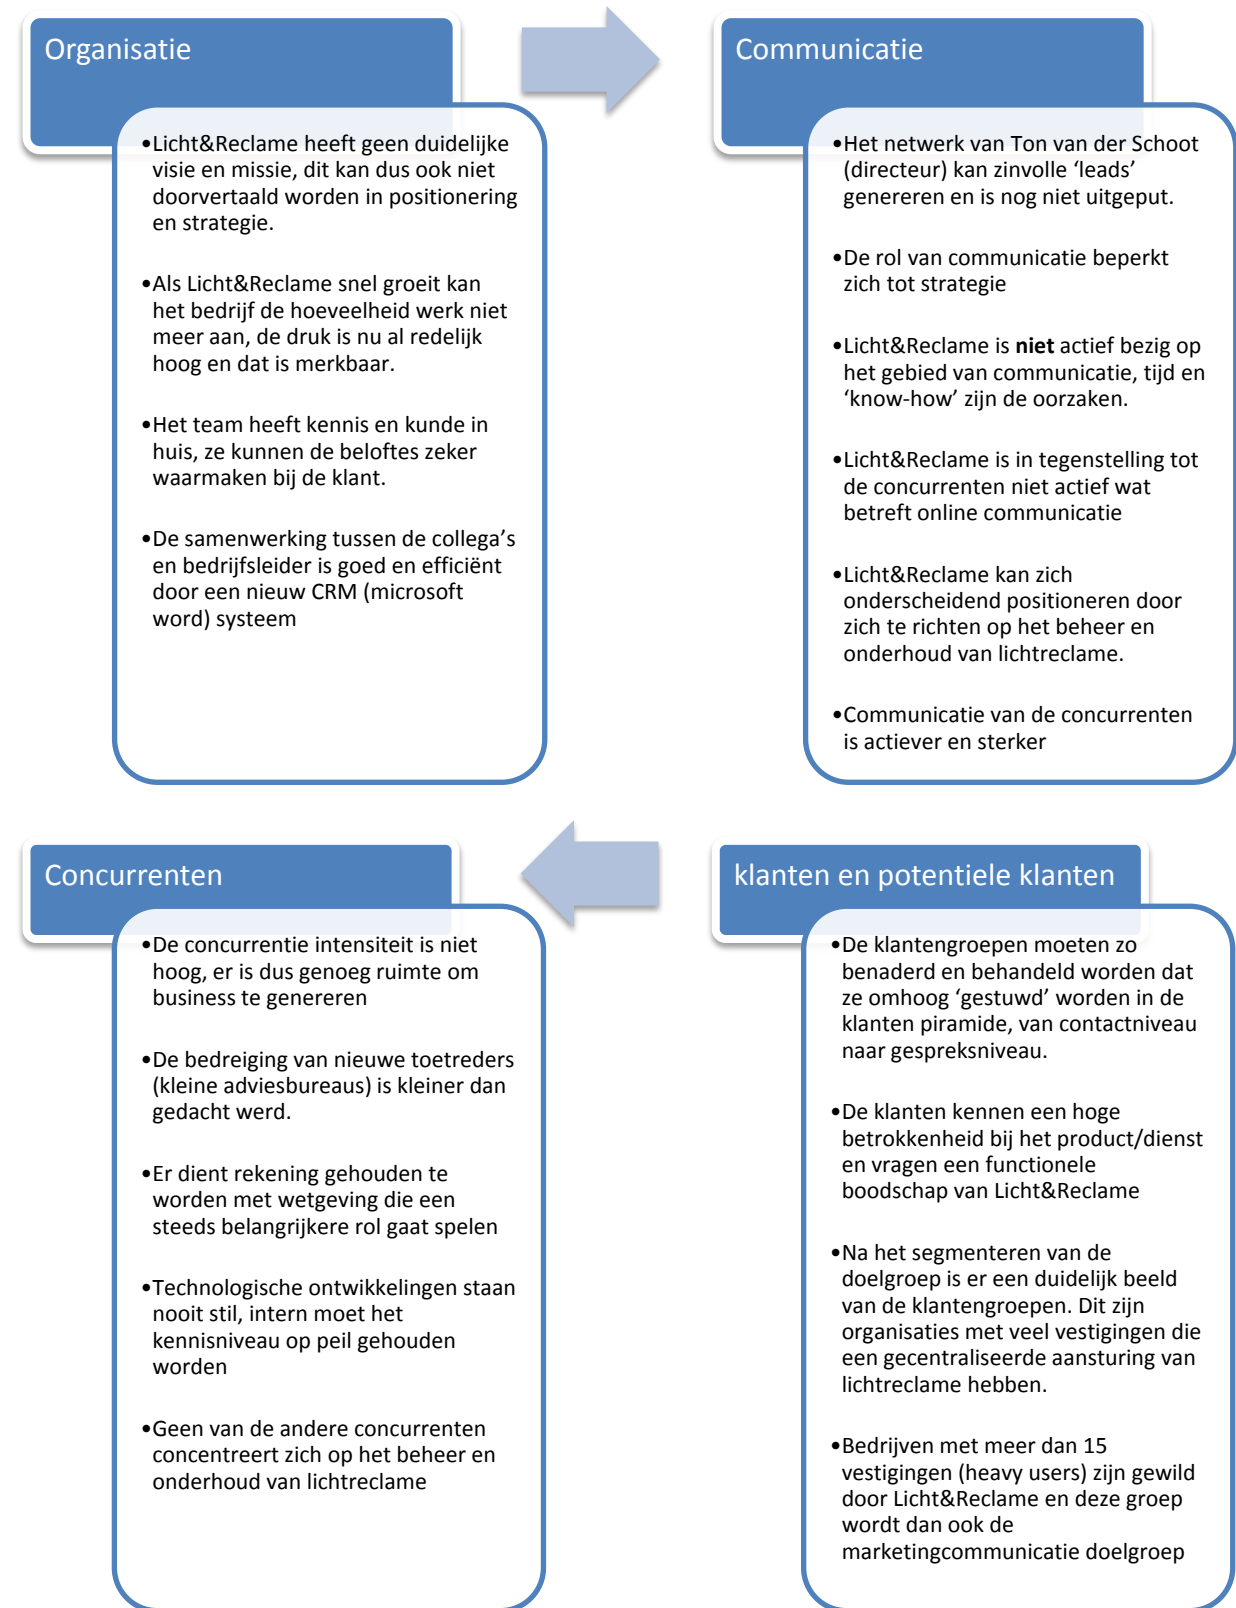 Organisatie
•Licht&Reclame heeft geen duidelijke
visie en missie, dit kan dus ook niet
doorvertaald worden in positionering
en strategie.
•Als Licht&Reclame snel groeit kan
het bedrijf de hoeveelheid werk niet
meer aan, de druk is nu al redelijk
hoog en dat is merkbaar.
•Het team heeft kennis en kunde in
huis, ze kunnen de beloftes zeker
waarmaken bij de klant.
•De samenwerking tussen de collega's
en bedrijfsleider is goed en efficiënt
door een nieuw CRM (microsoft
word) systeem
Communicatie
•Het netwerk van Ton van der Schoot
(directeur) kan zinvolle ‘leads’
genereren en is nog niet uitgeput.
•De rol van communicatie beperkt
zich tot strategie
•Licht&Reclame is niet actief bezig op
het gebied van communicatie, tijd en
‘know-how’ zijn de oorzaken.
•Licht&Reclame is in tegenstelling tot
de concurrenten niet actief wat
betreft online communicatie
•Licht&Reclame kan zich
onderscheidend positioneren door
zich te richten op het beheer en
onderhoud van lichtreclame.
•Communicatie van de concurrenten
is actiever en sterker
Concurrenten
•De concurrentie intensiteit is niet
hoog, er is dus genoeg ruimte om
business te genereren
•De bedreiging van nieuwe toetreders
(kleine adviesbureaus) is kleiner dan
gedacht werd.
•Er dient rekening gehouden te
worden met wetgeving die een
steeds belangrijkere rol gaat spelen
•Technologische ontwikkelingen staan
nooit stil, intern moet het
kennisniveau op peil gehouden
worden
•Geen van de andere concurrenten
concentreert zich op het beheer en
onderhoud van lichtreclame
klanten en potentiele klanten
•De klantengroepen moeten zo
benaderd en behandeld worden dat
ze omhoog ‘gestuwd’ worden in de
klanten piramide, van contactniveau
naar gespreksniveau.
•De klanten kennen een hoge
betrokkenheid bij het product/dienst
en vragen een functionele
boodschap van Licht&Reclame
•Na het segmenteren van de
doelgroep is er een duidelijk beeld
van de klantengroepen. Dit zijn
organisaties met veel vestigingen die
een gecentraliseerde aansturing van
lichtreclame hebben.
•Bedrijven met meer dan 15
vestigingen (heavy users) zijn gewild
door Licht&Reclame en deze groep
wordt dan ook de
marketingcommunicatie doelgroep